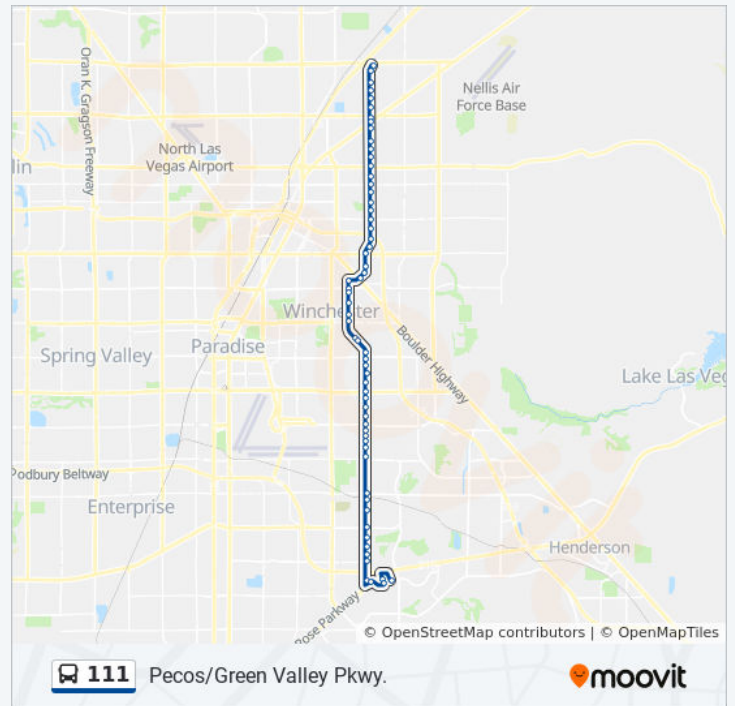 Oran K. Gragson Freeway
Nellis Air
Force Base
North Las
Vegas Airport
lin
Winchester
Boulder Highway
Spring Valley
Paradise
Lake Las Veg
Podbury Beltway
Enterprise
Henderson
ose Parkway
© OpenStreetMap contributors | © OpenMapTiles
111 Pecos/Green Valley Pkwy.
moovit